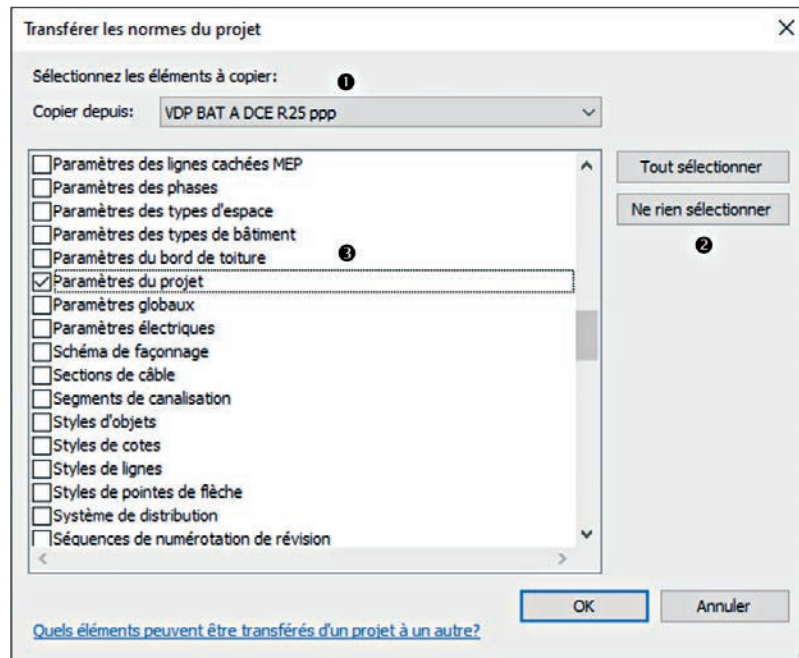 Transférer les normes du projet
Sélectionnez les éléments à copier:
❶
Copier depuis: VDP BAT A DCE R25 ppp
Paramètres des lignes cachées MEP
Paramètres des phases
Paramètres des types d'espace
Paramètres des types de bâtiment
Paramètres du bord de toiture
❸
Paramètres du projet
Paramètres globaux
Paramètres électriques
Schéma de façonnage
Sections de câble
Segments de canalisation
Styles d'objets
Styles de cotes
Styles de lignes
Styles de pointes de flèche
Système de distribution
Séquences de numérotation de révision
Tout sélectionner
Ne rien sélectionner
❷
OK Annuler
Quels éléments peuvent être transférés d'un projet à un autre?